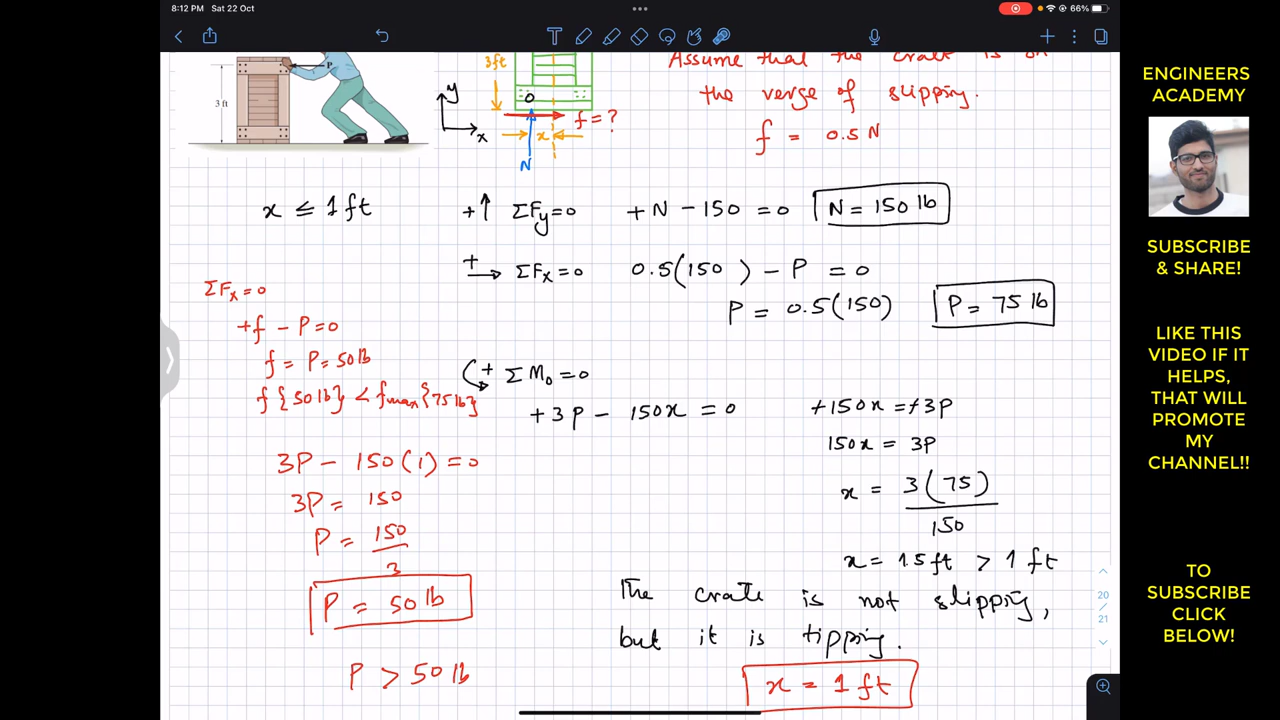 8:12 PM Sat 22 Oct
66%
Assume that the crate is on
the verge of slipping.
f = 0.5 N
3 ft
P
3ft
O
y
x
f = ?
x
N
x ≤ 1 ft
+↑ ΣFy=0 +N - 150 = 0 N = 150 lb
+→ ΣFx=0 0.5(150) - P = 0
P = 0.5(150) P = 75 lb
ΣFx=0
+f - P = 0
f = P = 50 lb
f {50 lb} < fmax {75 lb}
+ ΣMo=0
+3P - 150x = 0
+150x = +3P
150x = 3P
x = 3(75)/150
x = 1.5 ft > 1 ft
3P - 150(1) = 0
3P = 150
P = 150/3
P = 50 lb
P > 50 lb
The crate is not slipping,
but it is tipping.
x = 1 ft
20
/
21
ENGINEERS
ACADEMY
SUBSCRIBE
& SHARE!
LIKE THIS
VIDEO IF IT
HELPS,
THAT WILL
PROMOTE
MY
CHANNEL!!
TO
SUBSCRIBE
CLICK
BELOW!